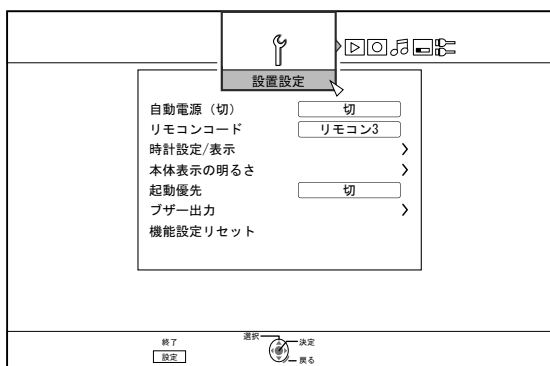 設置設定
自動電源（切） 切
リモコンコード リモコン3
時計設定/表示
本体表示の明るさ
起動優先 切
ブザー出力
機能設定リセット
終了
設定
選択
決定
戻る